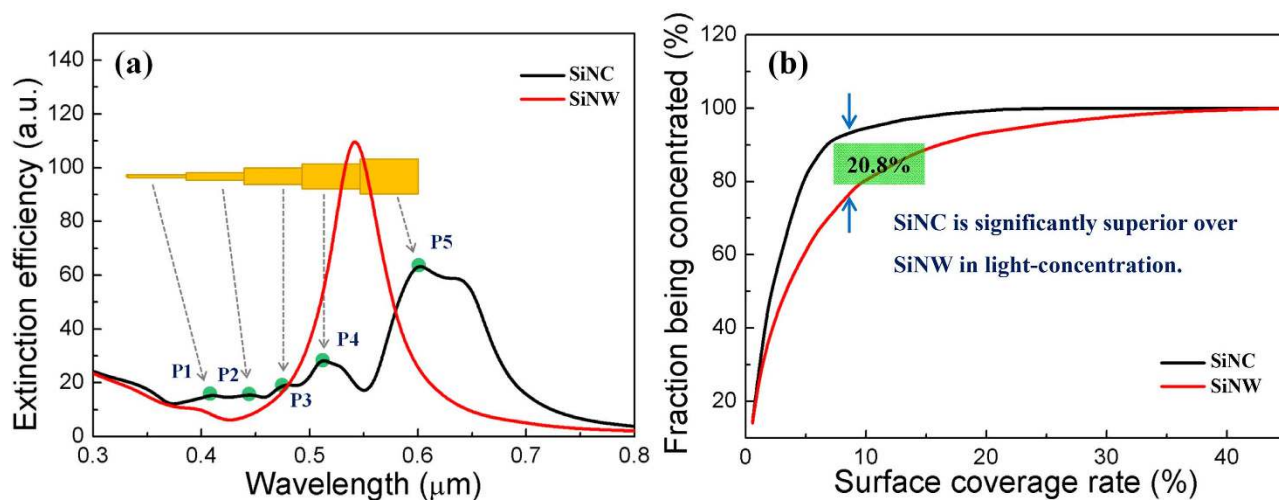 140
120
100
80
60
40
20
0
Extinction efficiency (a.u.)
(a)
SiNC
SiNW
P1
P2
P3
P4
P5
0.3 0.4 0.5 0.6 0.7 0.8
Wavelength (μm)
120
100
80
60
40
20
Fraction being concentrated (%)
(b)
20.8%
SiNC is significantly superior over
SiNW in light-concentration.
SiNC
SiNW
0 10 20 30 40
Surface coverage rate (%)